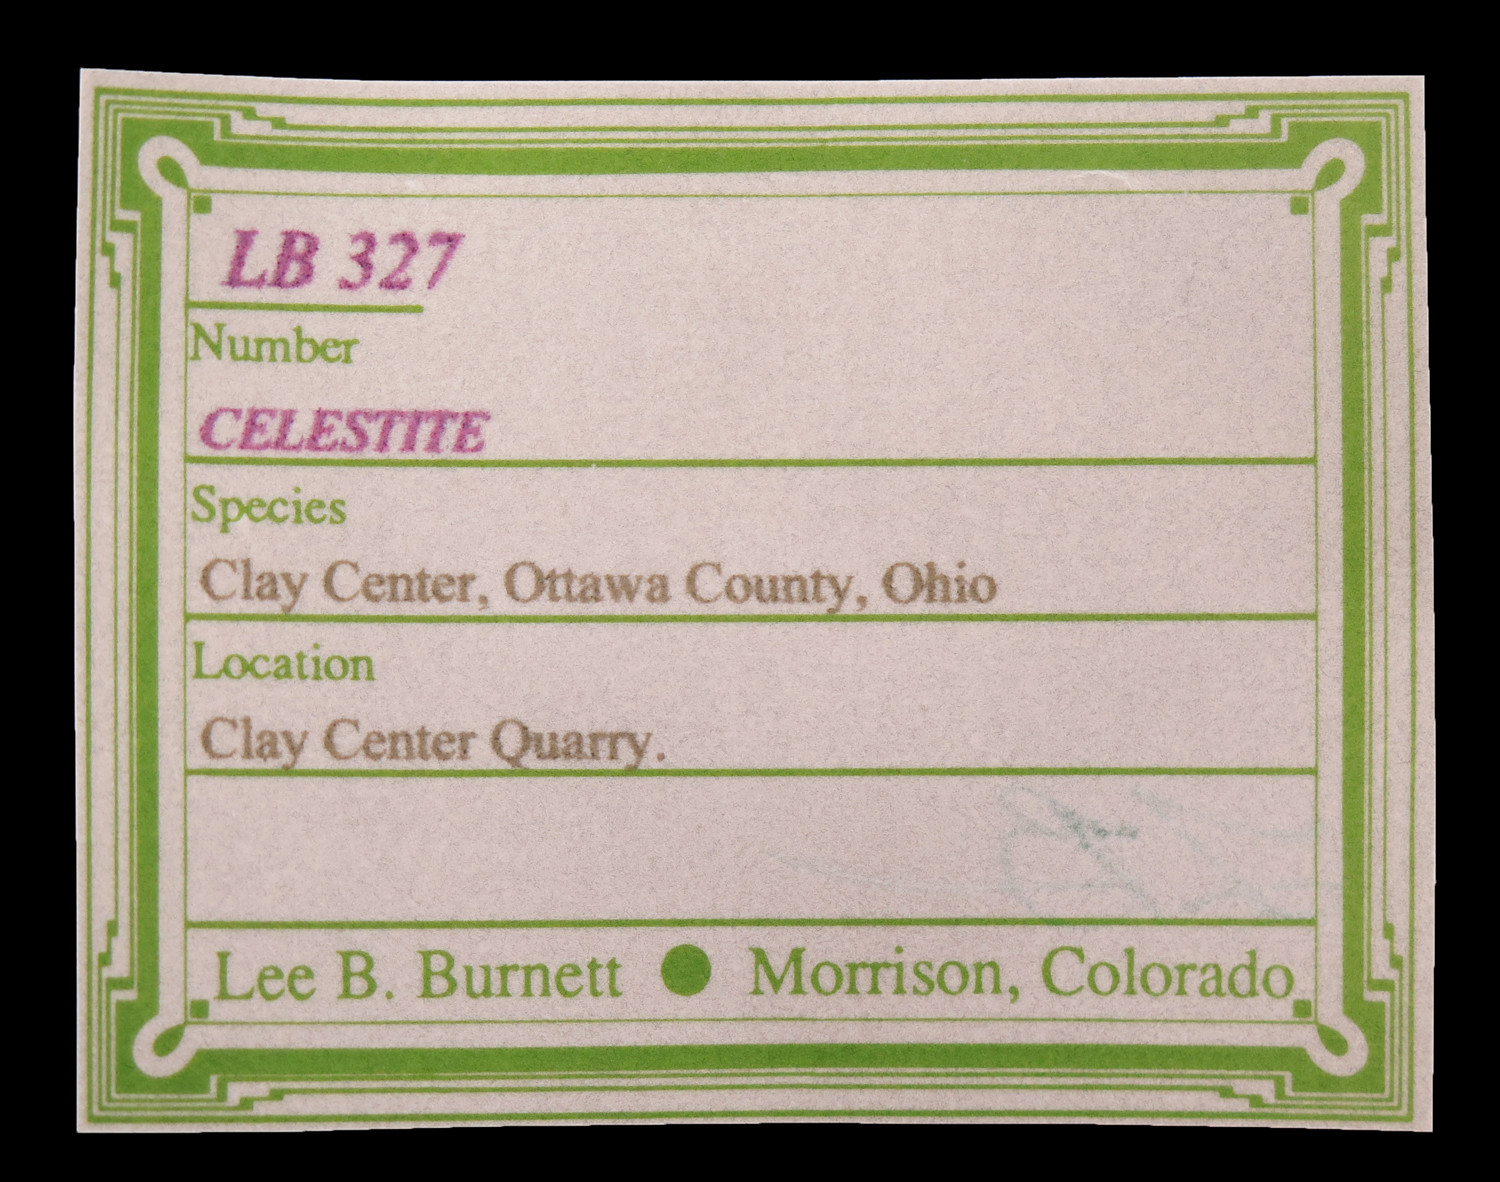 LB 327
Number
CELESTITE
Species
Clay Center, Ottawa County, Ohio
Location
Clay Center Quarry.
Lee B. Burnett ● Morrison, Colorado